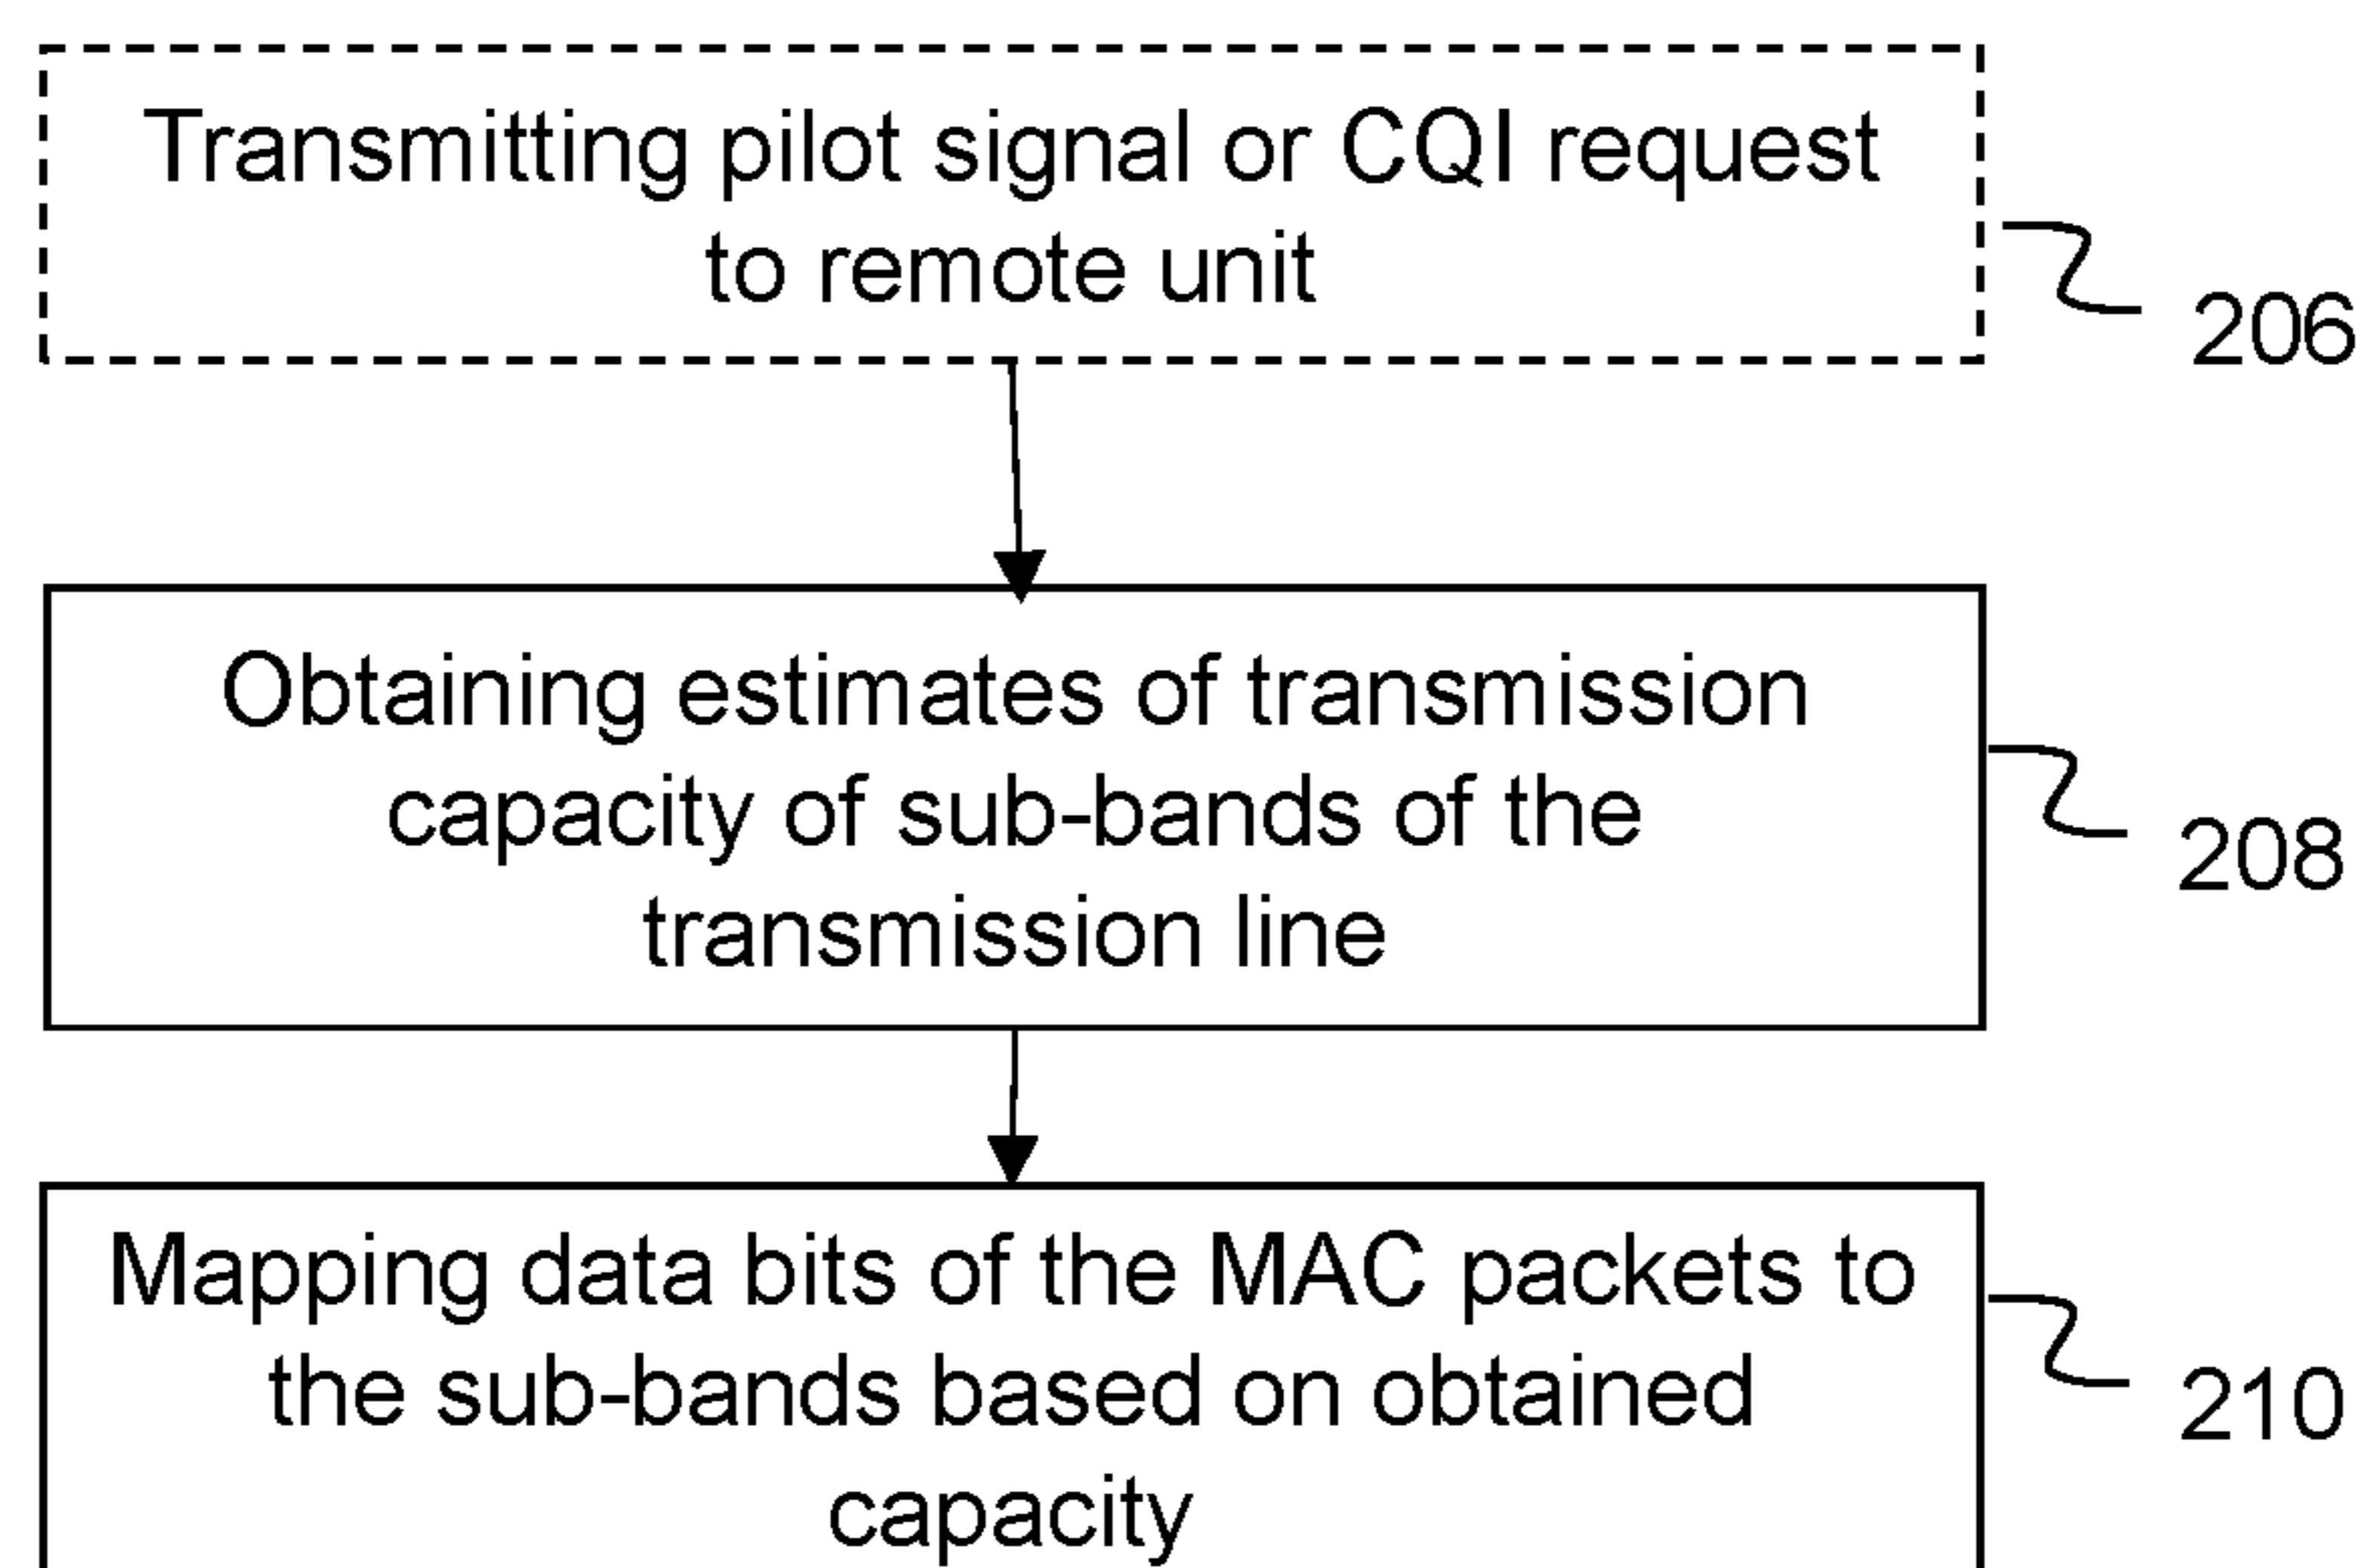 Transmitting pilot signal or CQI request
to remote unit
206
Obtaining estimates of transmission
capacity of sub-bands of the
transmission line
208
Mapping data bits of the MAC packets to
the sub-bands based on obtained
capacity
210